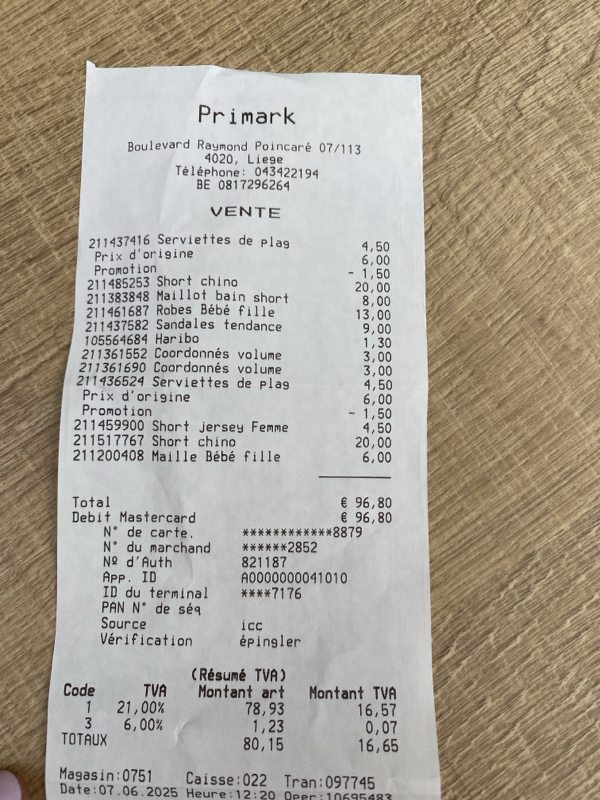 Primark
Boulevard Raymond Poincaré 07/113
4020, Liege
Téléphone: 043422194
BE 0817296264
VENTE
211437416 Serviettes de plag 4,50
Prix d'origine 6,00
Promotion - 1,50
211485253 Short chino 20,00
211383848 Maillot bain short 8,00
211461687 Robes Bébé fille 13,00
211437582 Sandales tendance 9,00
105564684 Haribo 1,30
211361552 Coordonnés volume 3,00
211361690 Coordonnés volume 3,00
211436524 Serviettes de plag 4,50
Prix d'origine 6,00
Promotion - 1,50
211459900 Short jersey Femme 4,50
211517767 Short chino 20,00
211200408 Maille Bébé fille 6,00
Total € 96,80
Debit Mastercard € 96,80
N° de carte. ************8879
N° du marchand ******2852
Nº d'Auth 821187
App. ID A0000000041010
ID du terminal ****7176
PAN N° de séq
Source icc
Vérification épingler
(Résumé TVA)
Code TVA Montant art Montant TVA
1 21,00% 78,93 16,57
3 6,00% 1,23 0,07
TOTAUX 80,15 16,65
Magasin:0751 Caisse:022 Tran:097745
Date:07.06.2025 Heure:12:20 Oper:10695483